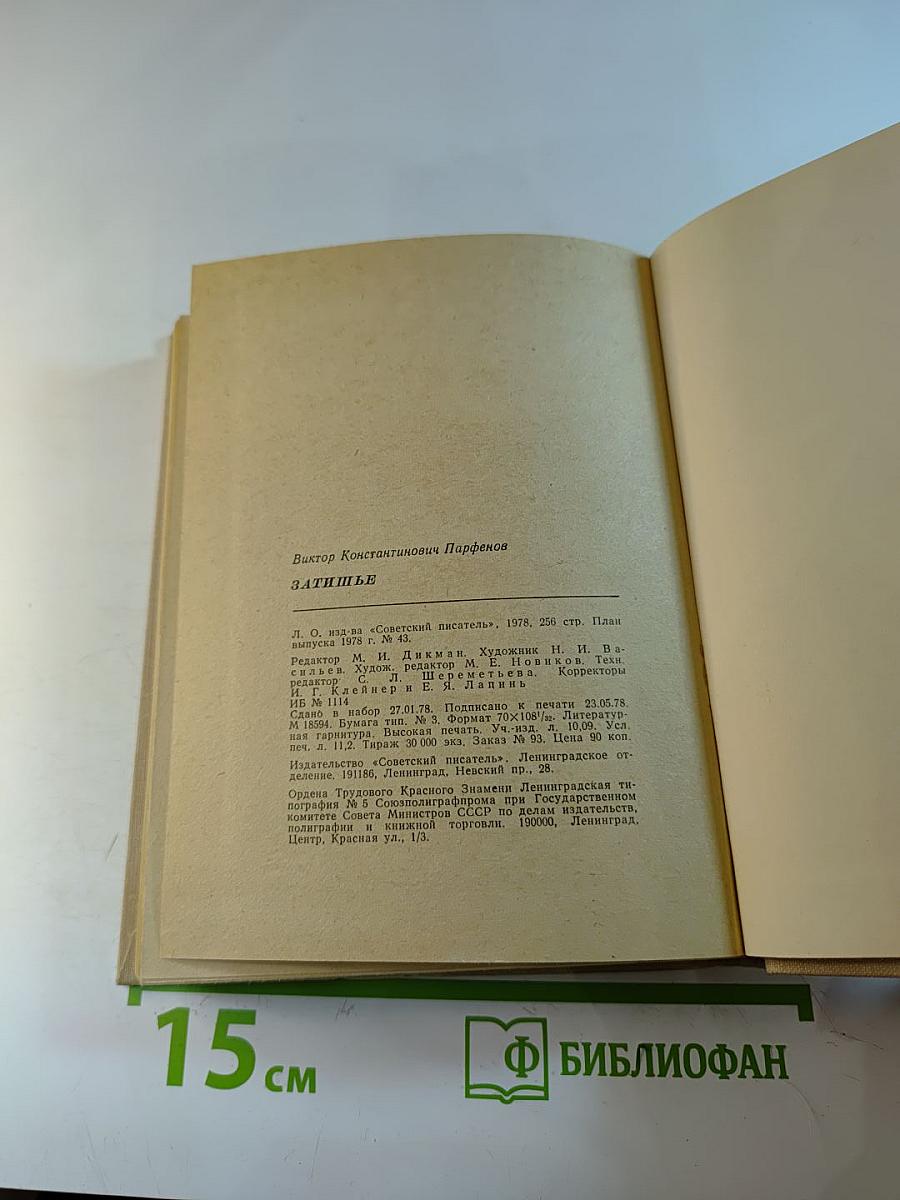 Виктор Константинович Парфенов
ЗАТИШЬЕ
Л. О. изд-ва «Советский писатель», 1978, 256 стр. План
выпуска 1978 г. № 43.
Редактор М. И. Дикман. Художник Н. И. Ва-
сильев. Худож. редактор М. Е. Новиков. Техн.
редактор С. Л. Шереметьева. Корректоры
И. Г. Клейнер и Е. Я. Лапинь
ИБ № 1114
Сдано в набор 27.01.78. Подписано к печати 23.05.78.
М 18594. Бумага тип. № 3. Формат 70×108¹/₃₂. Литератур-
ная гарнитура. Высокая печать. Уч.-изд. л. 10,09. Усл.
печ. л. 11,2. Тираж 30 000 экз. Заказ № 93. Цена 90 коп.
Издательство «Советский писатель». Ленинградское от-
деление. 191186, Ленинград, Невский пр., 28.
Ордена Трудового Красного Знамени Ленинградская ти-
пография № 5 Союзполиграфпрома при Государственном
комитете Совета Министров СССР по делам издательств,
полиграфии и книжной торговли. 190000, Ленинград,
Центр, Красная ул., 1/3.
15 см
Ф БИБЛИОФАН